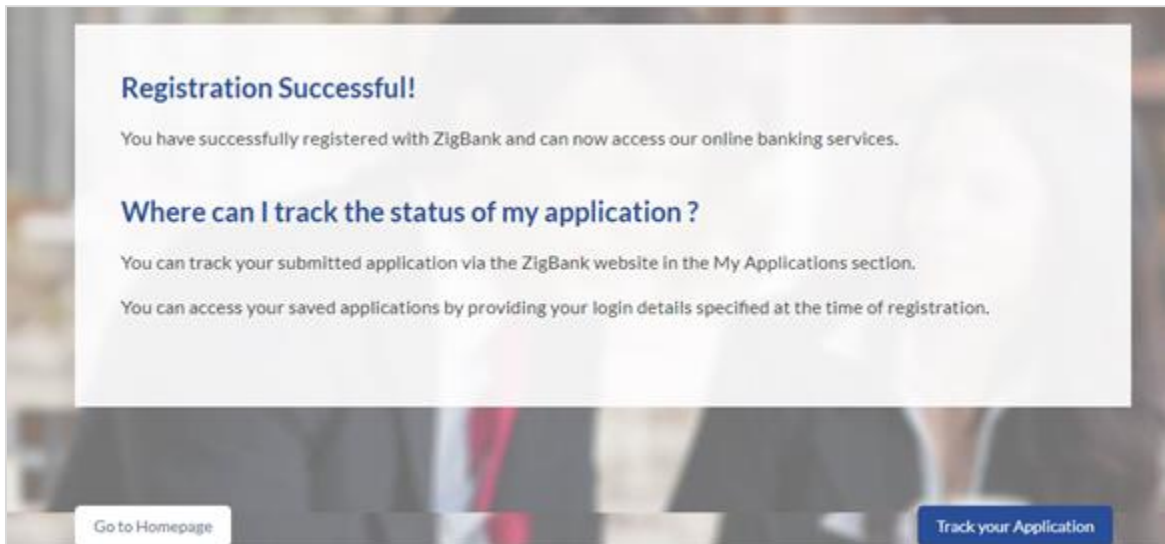 Registration Successful!
You have successfully registered with ZigBank and can now access our online banking services.
Where can I track the status of my application ?
You can track your submitted application via the ZigBank website in the My Applications section.
You can access your saved applications by providing your login details specified at the time of registration.
Go to Homepage
Track your Application